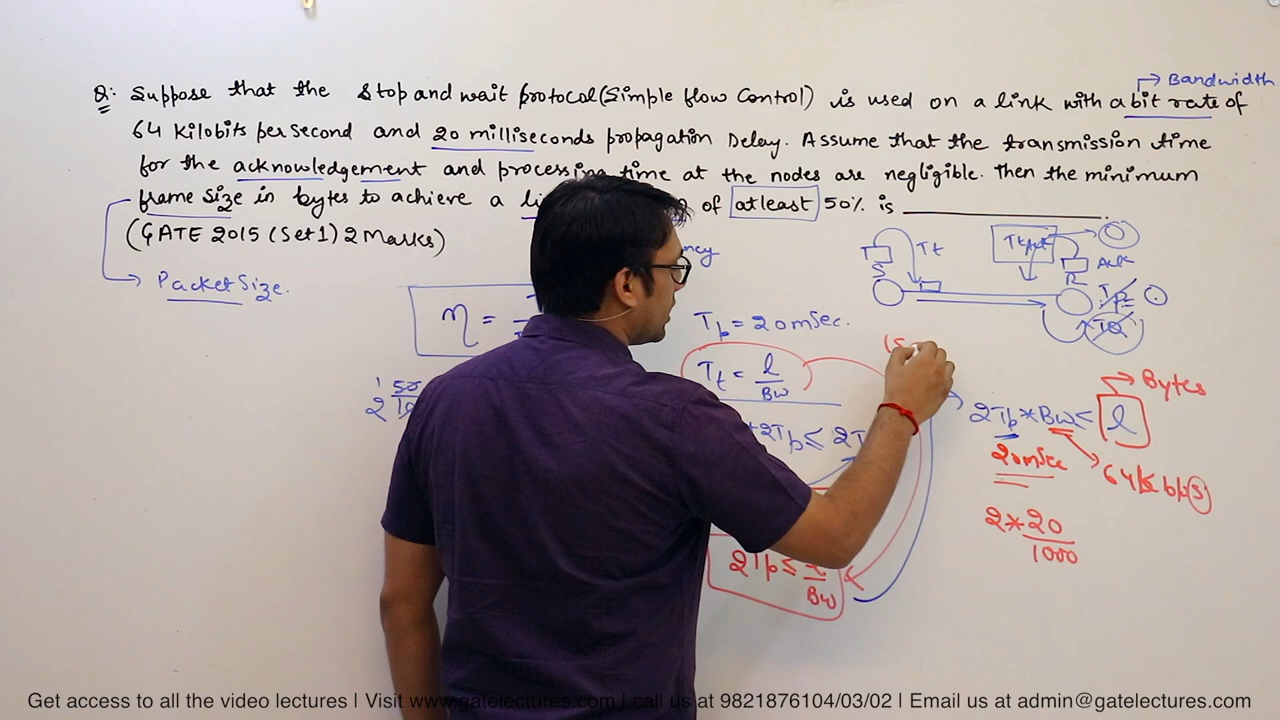 Q: Suppose that the Stop and wait protocol (Simple flow Control) is used on a link with a bit rate of
→ Bandwidth
64 Kilobits per second and 20 milliseconds propagation Delay. Assume that the transmission time
for the acknowledgement and processing time at the nodes are negligible. Then the minimum
frame size in bytes to achieve a of atleast 50% is
(GATE 2015 (Set 1) 2 Marks)
→ Packet Size.
Tt
Ack
S
R
η =
Tp = 20 msec.
Tt = l/BW
+2Tp ≤ 2T
2Tp * BW ≤ l
→ Bytes
20msec
64 K b/s
2 * 20/1000
2Tp ≤ l/BW
Get access to all the video lectures | Visit www.gatelectures.com | call us at 9821876104/03/02 | Email us at admin@gatelectures.com